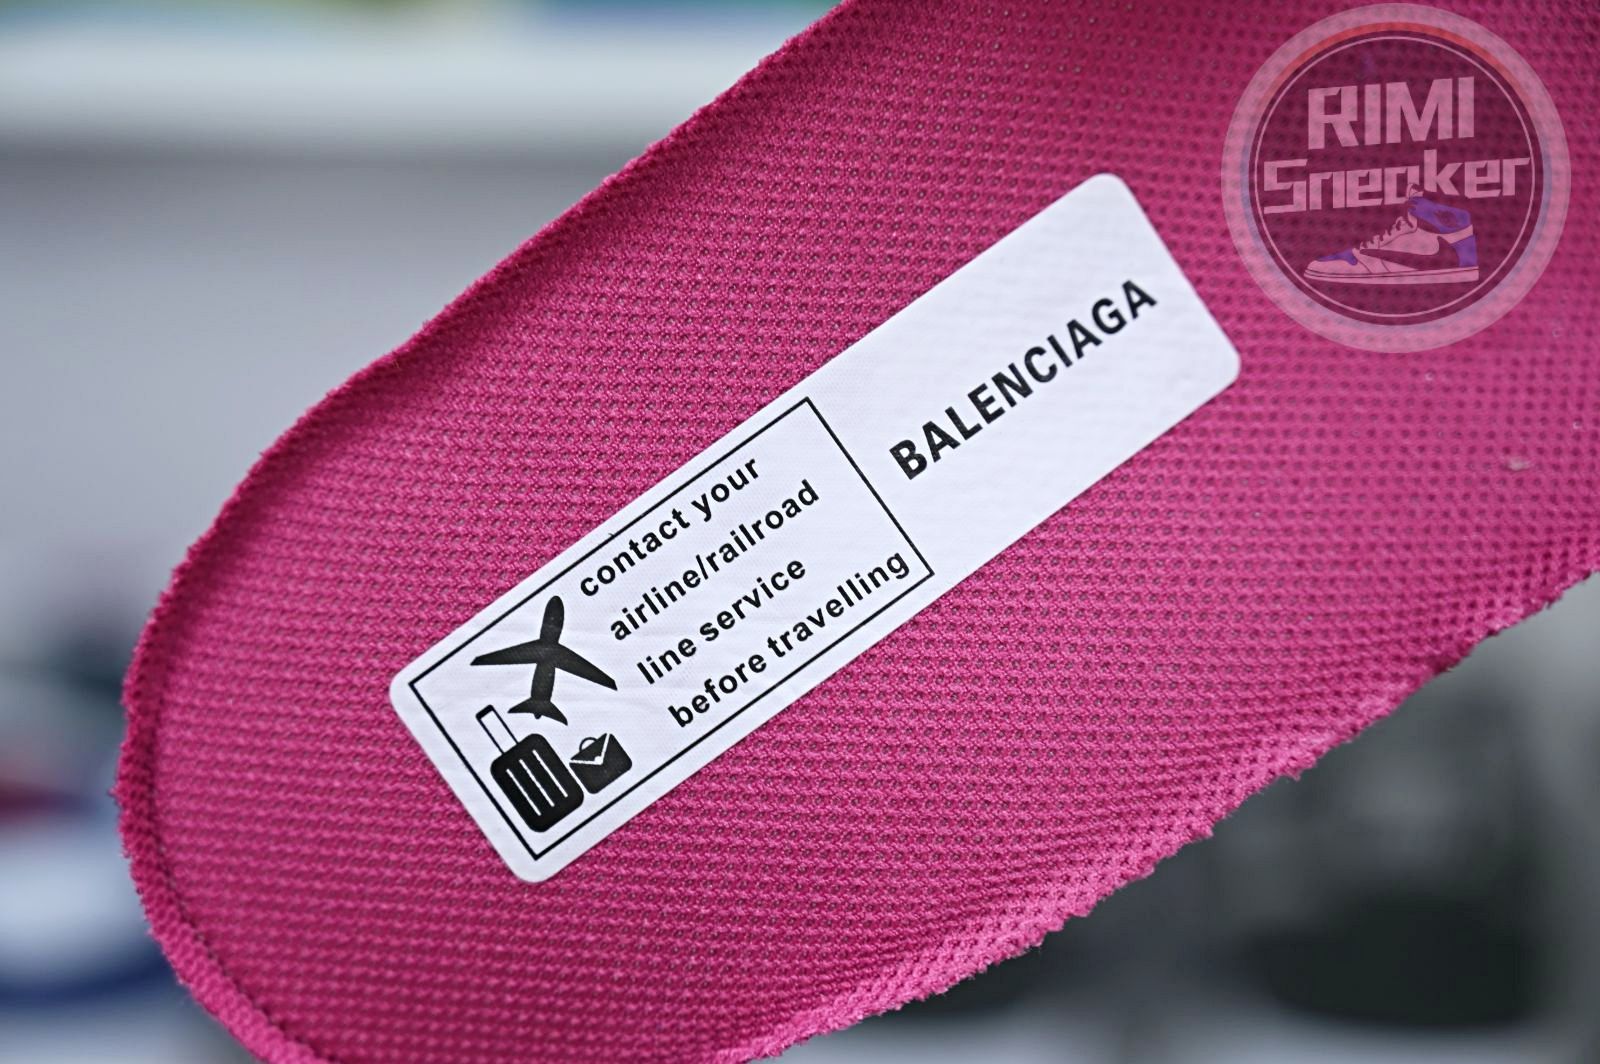 RIMI
Sneaker
BALENCIAGA
contact your
airline/railroad
line service
before travelling